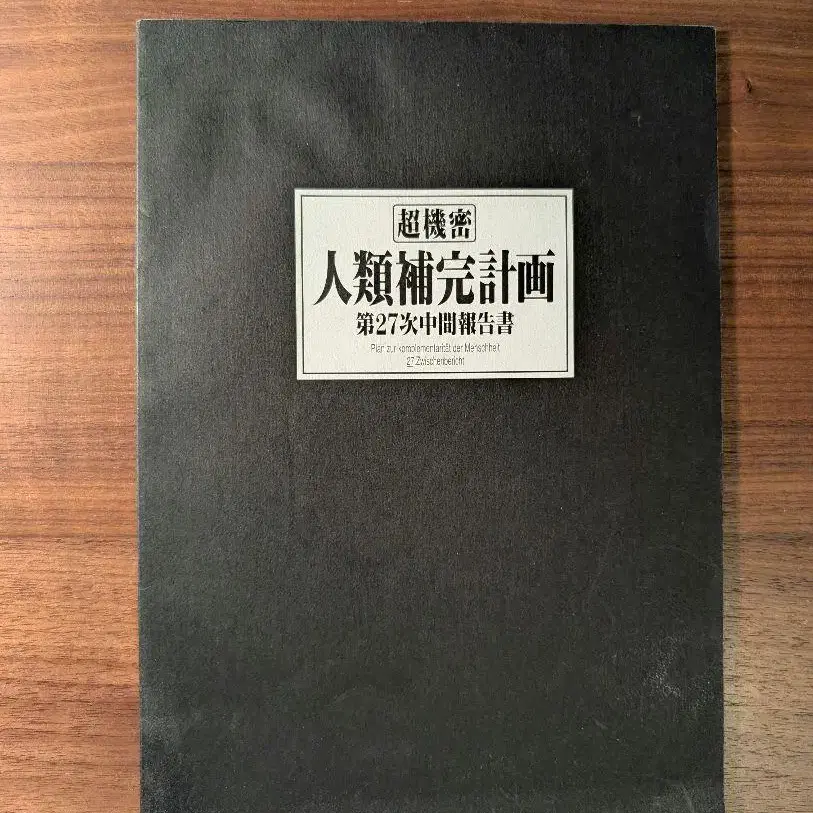 超機密
人類補完計画
第27次中間報告書
Plan zur komplementarität der Menschheit
27.Zwischenbericht